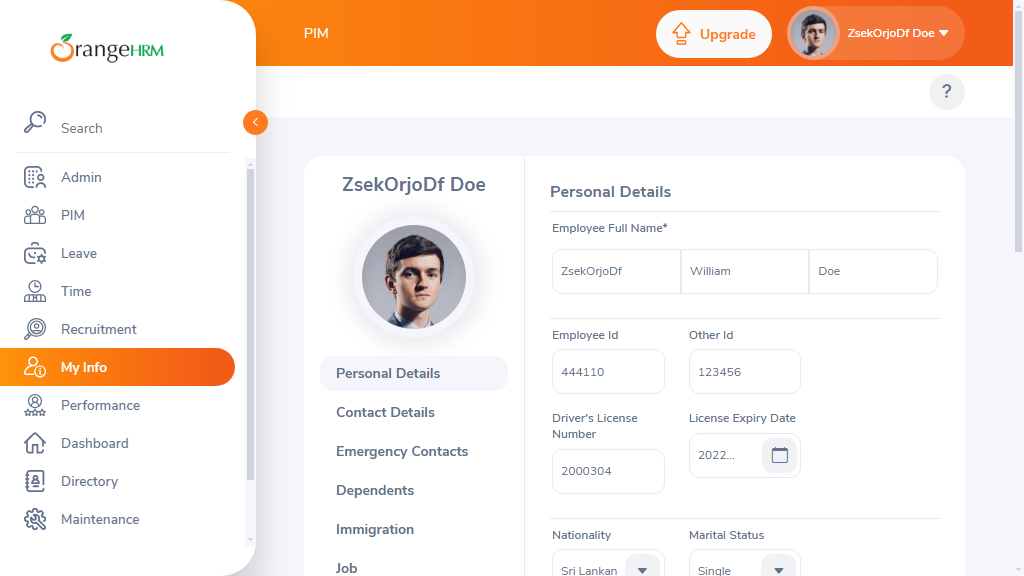 OrangeHRM
PIM
Upgrade
ZsekOrjoDf Doe
?
Search
Admin
PIM
Leave
Time
Recruitment
My Info
Performance
Dashboard
Directory
Maintenance
ZsekOrjoDf Doe
Personal Details
Contact Details
Emergency Contacts
Dependents
Immigration
Job
Personal Details
Employee Full Name*
ZsekOrjoDf William Doe
Employee Id Other Id
444110 123456
Driver's License
Number
License Expiry Date
2000304
2022...
Nationality Marital Status
Sri Lankan Single